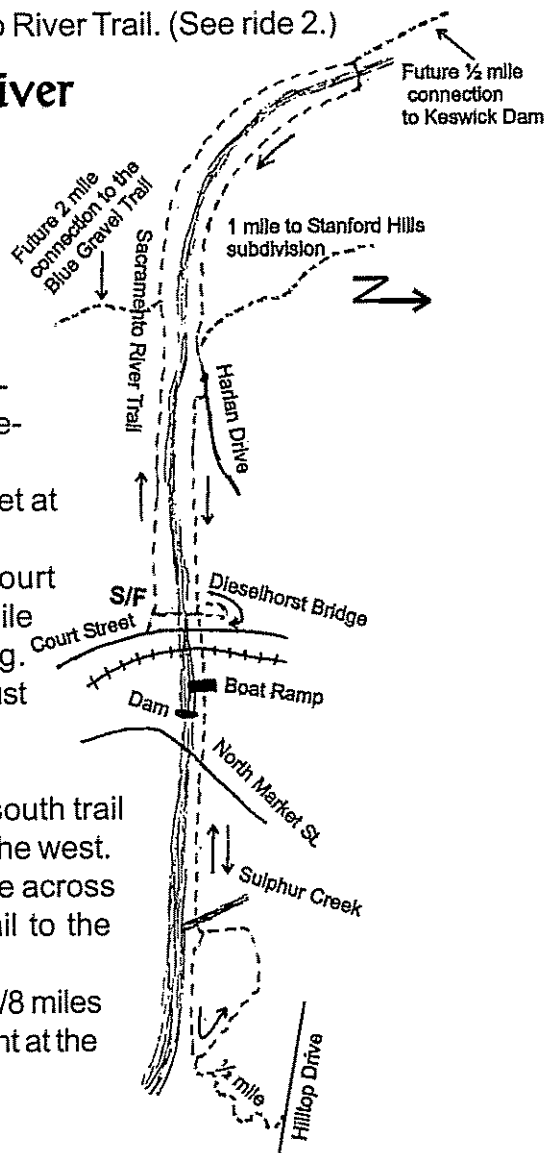 River Trail. (See ride 2.)
iver
Future ½ mile
connection
to Keswick Dam
Future 2 mile
connection to the
Blue Gravel Trail
Sacramento River Trail
1 mile to Stanford Hills
subdivision
N
Harlan Drive
et at
ourt
S/F
Dieselhorst Bridge
ile
Court Street
g.
Boat Ramp
ust
Dam
North Market St.
south trail
he west.
e across
Sulphur Creek
ail to the
/8 miles
nt at the
½ mile
Hilltop Drive